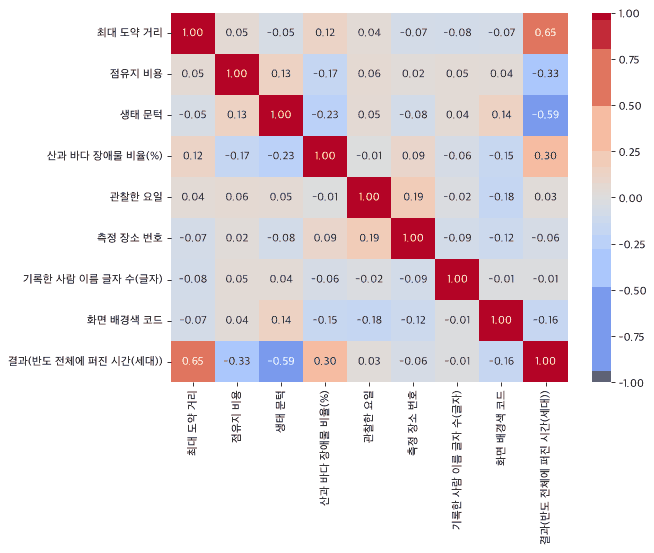 최대 도약 거리 1.00 0.05 -0.05 0.12 0.04 -0.07 -0.08 -0.07 0.65
점유지 비용 0.05 1.00 0.13 -0.17 0.06 0.02 0.05 0.04 -0.33
생태 문턱 -0.05 0.13 1.00 -0.23 0.05 -0.08 0.04 0.14 -0.59
산과 바다 장애물 비율(%) 0.12 -0.17 -0.23 1.00 -0.01 0.09 -0.06 -0.15 0.30
관찰한 요일 0.04 0.06 0.05 -0.01 1.00 0.19 -0.02 -0.18 0.03
측정 장소 번호 -0.07 0.02 -0.08 0.09 0.19 1.00 -0.09 -0.12 -0.06
기록한 사람 이름 글자 수(글자) -0.08 0.05 0.04 -0.06 -0.02 -0.09 1.00 -0.01 -0.01
화면 배경색 코드 -0.07 0.04 0.14 -0.15 -0.18 -0.12 -0.01 1.00 -0.16
결과(반도 전체에 퍼진 시간(세대)) 0.65 -0.33 -0.59 0.30 0.03 -0.06 -0.01 -0.16 1.00
최대 도약 거리
점유지 비용
생태 문턱
산과 바다 장애물 비율(%)
관찰한 요일
측정 장소 번호
기록한 사람 이름 글자 수(글자)
화면 배경색 코드
결과(반도 전체에 퍼진 시간(세대))
1.00
0.75
0.50
0.25
0.00
-0.25
-0.50
-0.75
-1.00